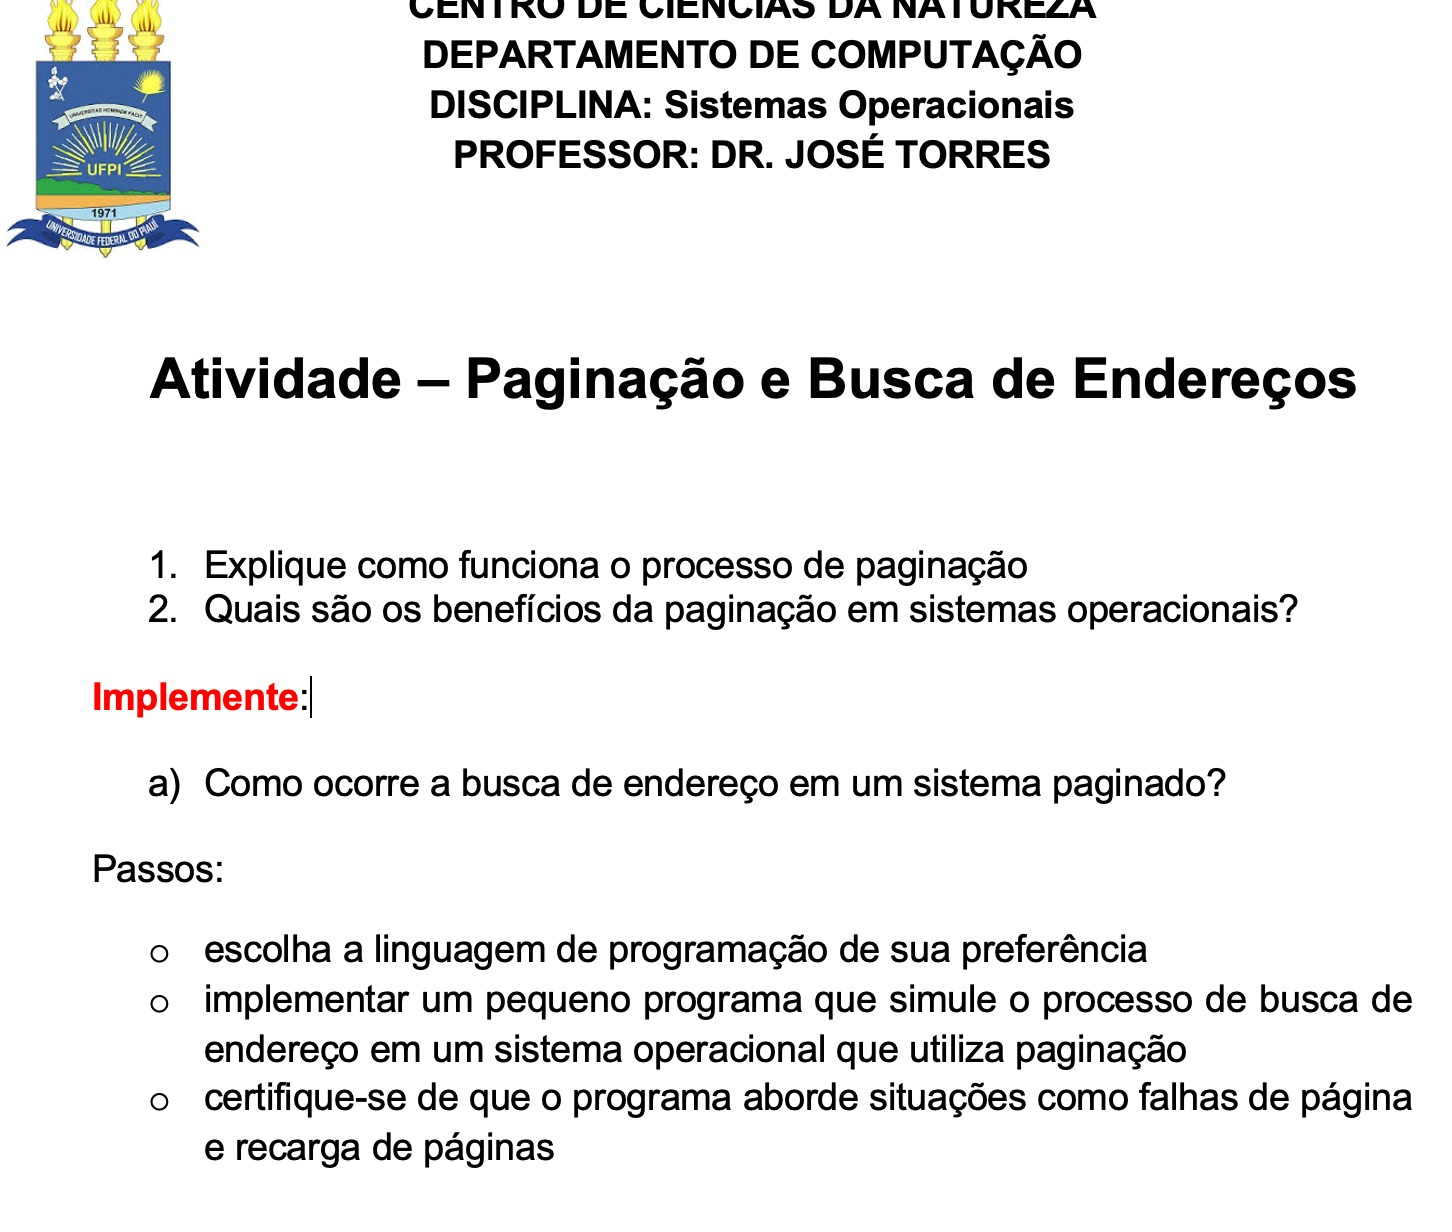 CENTRO DE CIÊNCIAS DA NATUREZA
DEPARTAMENTO DE COMPUTAÇÃO
DISCIPLINA: Sistemas Operacionais
PROFESSOR: DR. JOSÉ TORRES
UNIVERSITAS HOMINEM FACIT
UFPI
1971
UNIVERSIDADE FEDERAL DO PIAUÍ
Atividade – Paginação e Busca de Endereços
1. Explique como funciona o processo de paginação
2. Quais são os benefícios da paginação em sistemas operacionais?
Implemente:
a) Como ocorre a busca de endereço em um sistema paginado?
Passos:
o escolha a linguagem de programação de sua preferência
o implementar um pequeno programa que simule o processo de busca de
endereço em um sistema operacional que utiliza paginação
o certifique-se de que o programa aborde situações como falhas de página
e recarga de páginas